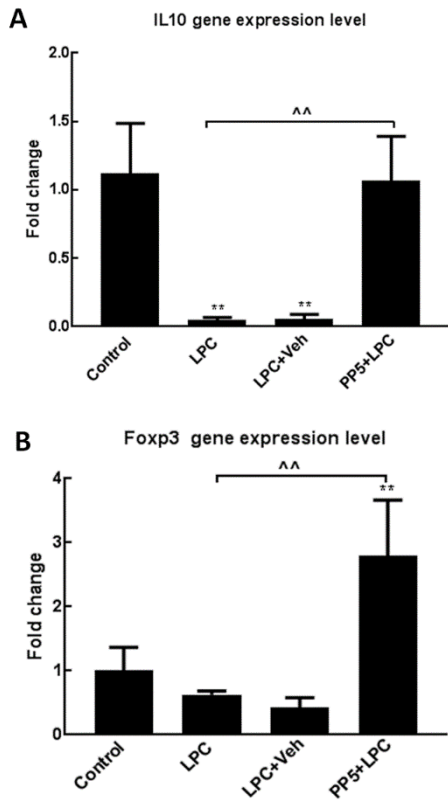 A
IL10 gene expression level
^^
2.0
1.5
1.0
0.5
0.0
Fold change
** **
Control LPC LPC+Veh PP5+LPC
B
Foxp3 gene expression level
^^
**
4
3
2
1
0
Fold change
Control LPC LPC+Veh PP5+LPC